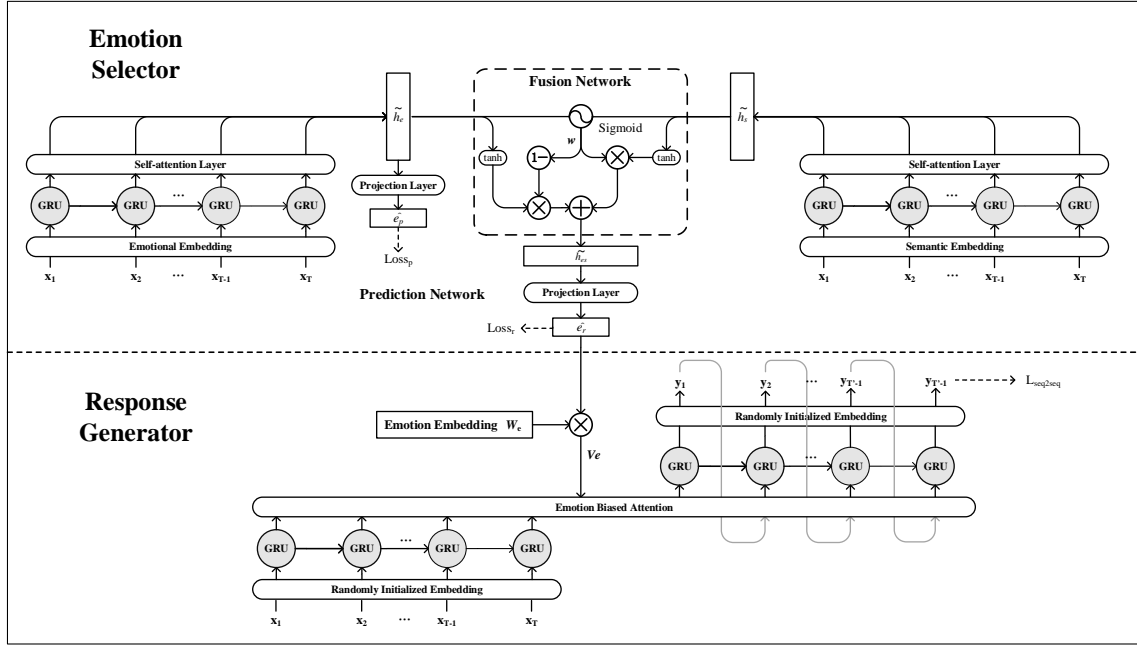 Emotion
Selector
Fusion Network
h̃e
h̃s
Sigmoid
w
tanh
1−
tanh
Self-attention Layer
Self-attention Layer
Projection Layer
GRU GRU ... GRU GRU
GRU GRU ... GRU GRU
êp
Emotional Embedding
Semantic Embedding
Lossp
h̃es
x1 x2 ... xT-1 xT
x1 x2 ... xT-1 xT
Prediction Network
Projection Layer
Lossr
êr
Response
Generator
y1 y2 ... yT'-1 yT'-1
Lseq2seq
Randomly Initialized Embedding
Emotion Embedding We
Ve
GRU GRU ... GRU GRU
Emotion Biased Attention
GRU GRU ... GRU GRU
Randomly Initialized Embedding
x1 x2 ... xT-1 xT